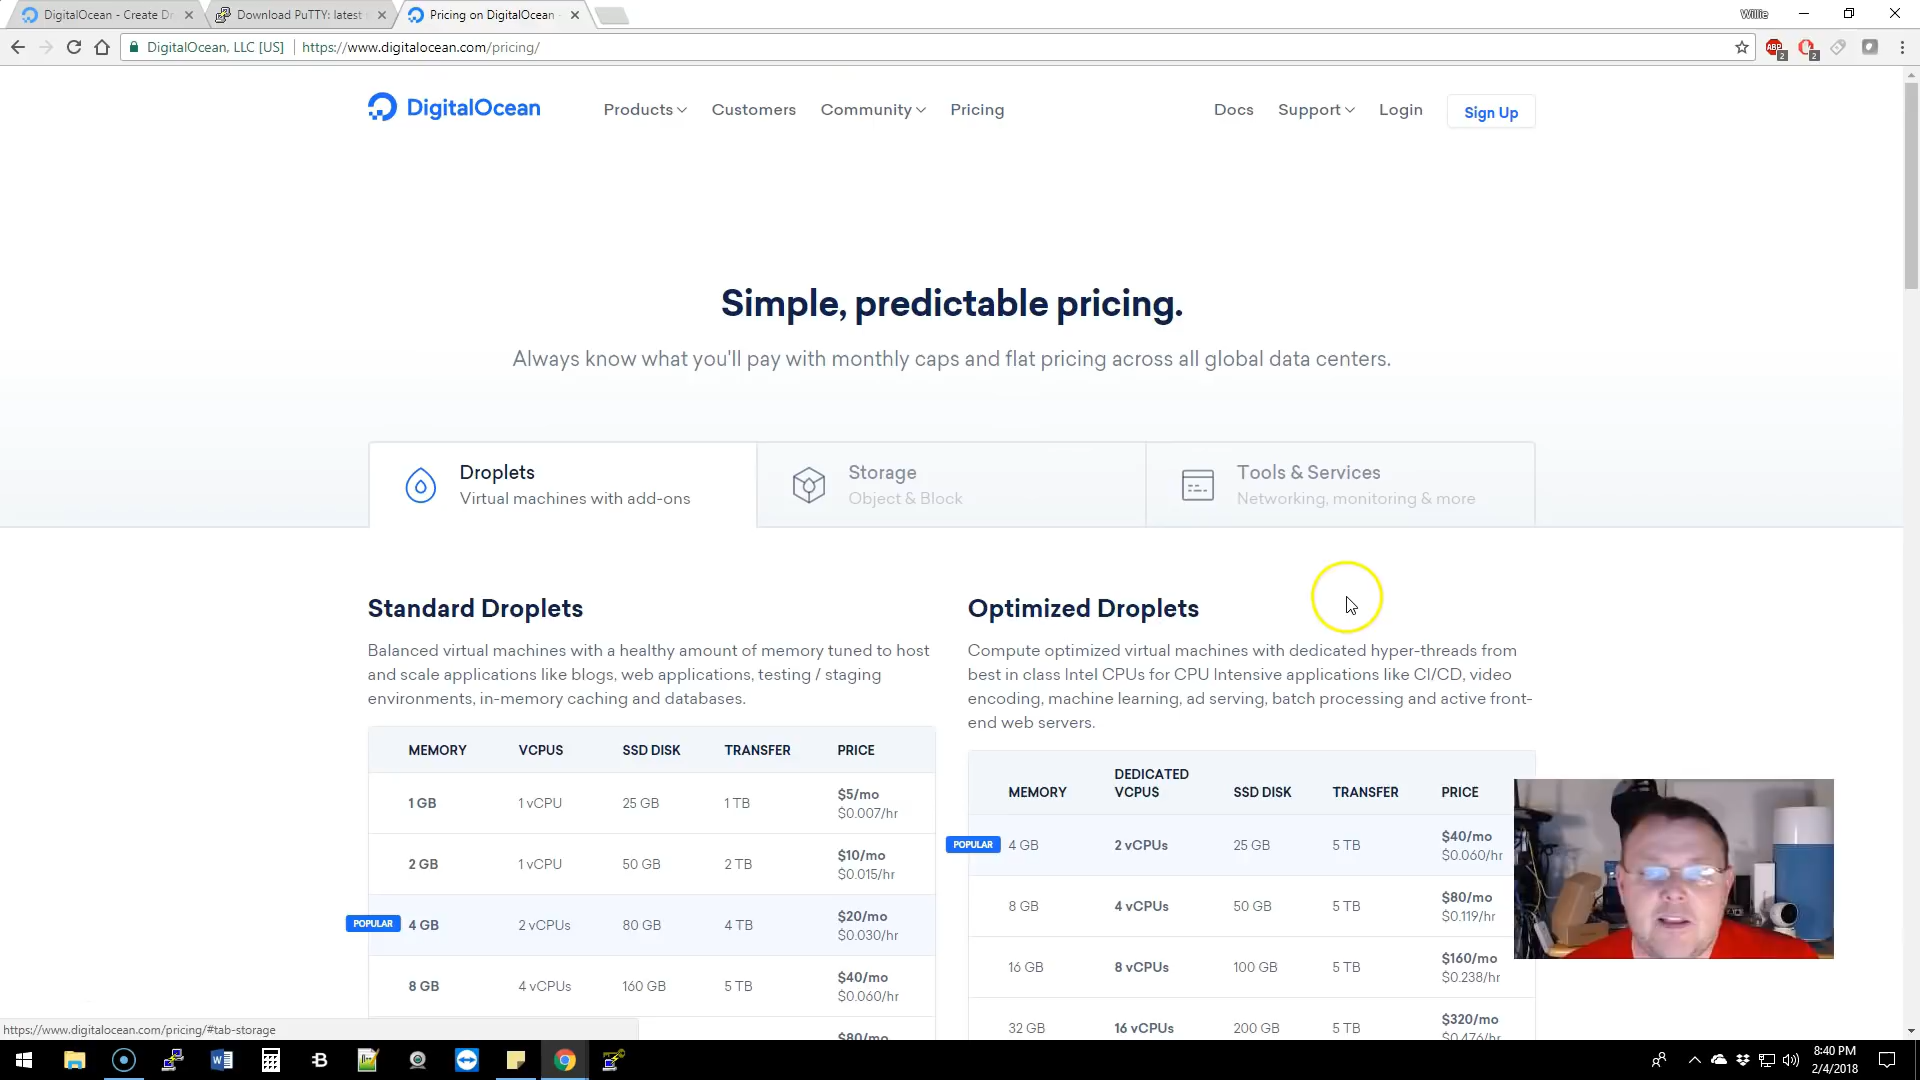 DigitalOcean - Create Dr
Download PuTTY: latest
Pricing on DigitalOcean -
Willie
DigitalOcean, LLC [US]
https://www.digitalocean.com/pricing/
ABP
2
2
DigitalOcean
Products
Customers
Community
Pricing
Docs
Support
Login
Sign Up
Simple, predictable pricing.
Always know what you'll pay with monthly caps and flat pricing across all global data centers.
Droplets
Virtual machines with add-ons
Storage
Object & Block
Tools & Services
Networking, monitoring & more
Standard Droplets
Balanced virtual machines with a healthy amount of memory tuned to host
and scale applications like blogs, web applications, testing / staging
environments, in-memory caching and databases.
MEMORY VCPUS SSD DISK TRANSFER PRICE
1 GB 1 vCPU 25 GB 1 TB $5/mo
$0.007/hr
2 GB 1 vCPU 50 GB 2 TB $10/mo
$0.015/hr
POPULAR 4 GB 2 vCPUs 80 GB 4 TB $20/mo
$0.030/hr
8 GB 4 vCPUs 160 GB 5 TB $40/mo
$0.060/hr
$80/mo
Optimized Droplets
Compute optimized virtual machines with dedicated hyper-threads from
best in class Intel CPUs for CPU Intensive applications like CI/CD, video
encoding, machine learning, ad serving, batch processing and active front-
end web servers.
MEMORY DEDICATED
VCPUS SSD DISK TRANSFER PRICE
POPULAR 4 GB 2 vCPUs 25 GB 5 TB $40/mo
$0.060/hr
8 GB 4 vCPUs 50 GB 5 TB $80/mo
$0.119/hr
16 GB 8 vCPUs 100 GB 5 TB $160/mo
$0.238/hr
32 GB 16 vCPUs 200 GB 5 TB $320/mo
$0.476/hr
https://www.digitalocean.com/pricing/#tab-storage
8:40 PM
2/4/2018